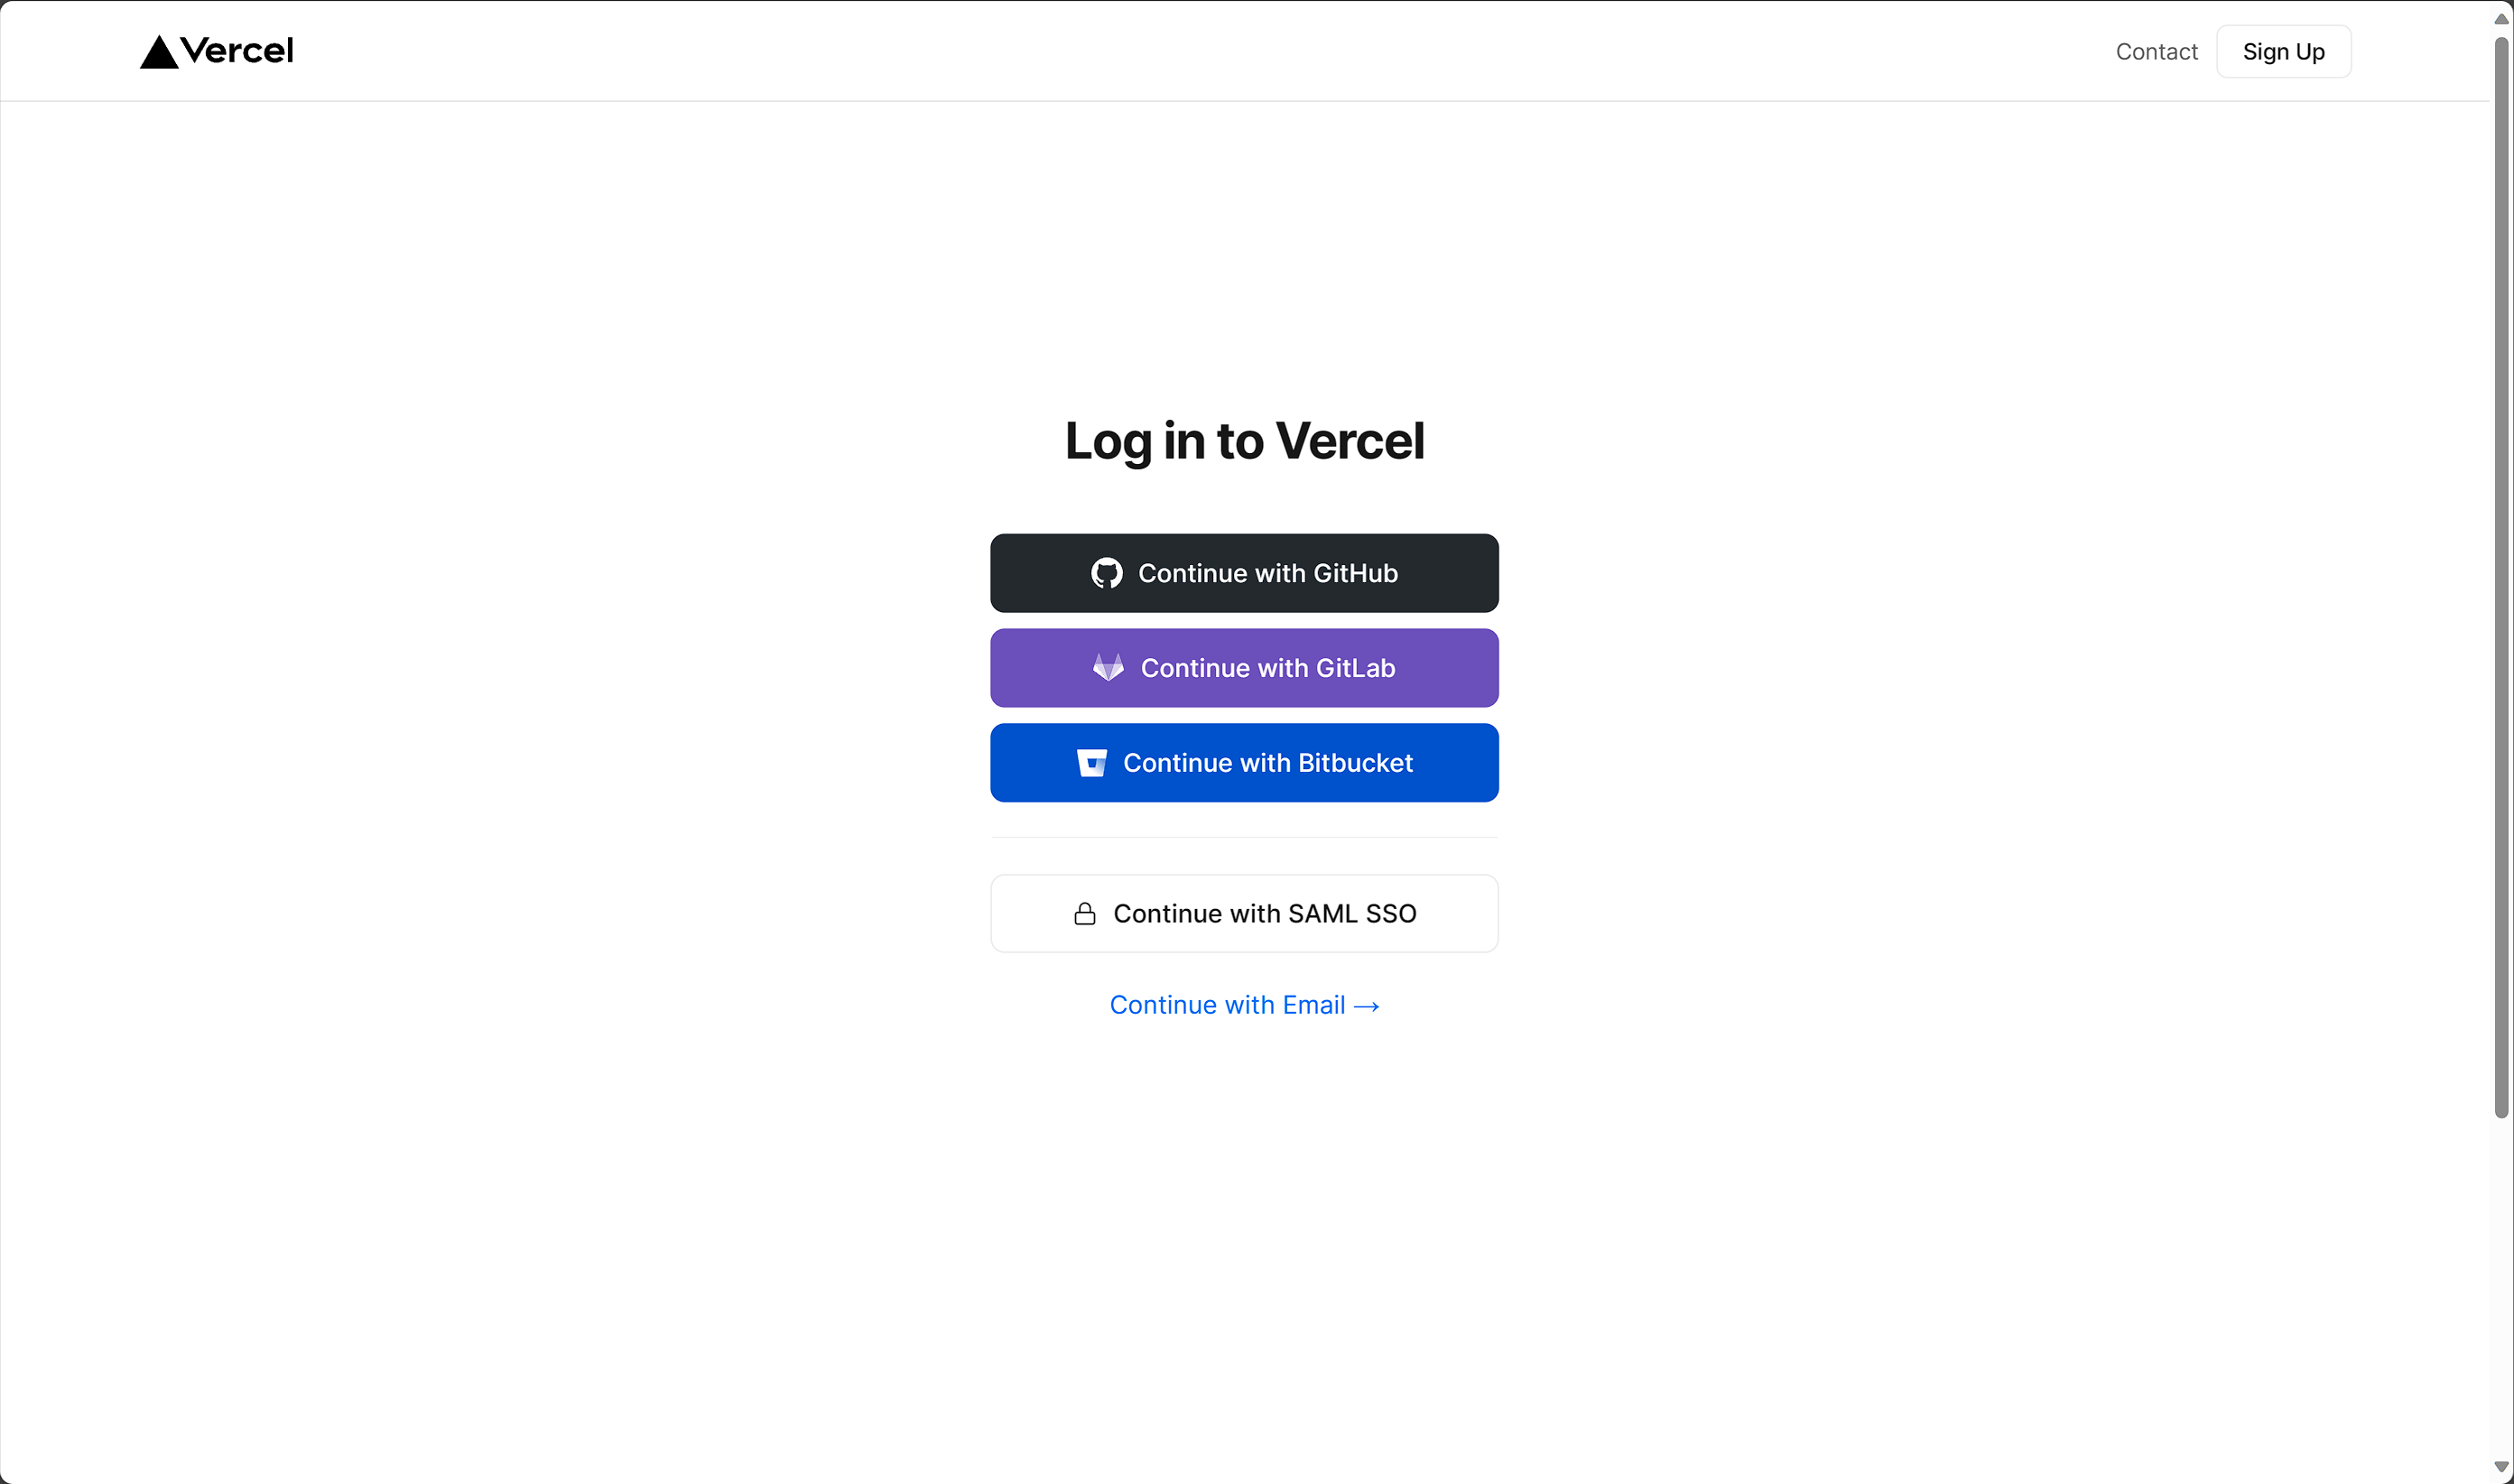 Vercel
Contact
Sign Up
Log in to Vercel
Continue with GitHub
Continue with GitLab
Continue with Bitbucket
Continue with SAML SSO
Continue with Email →